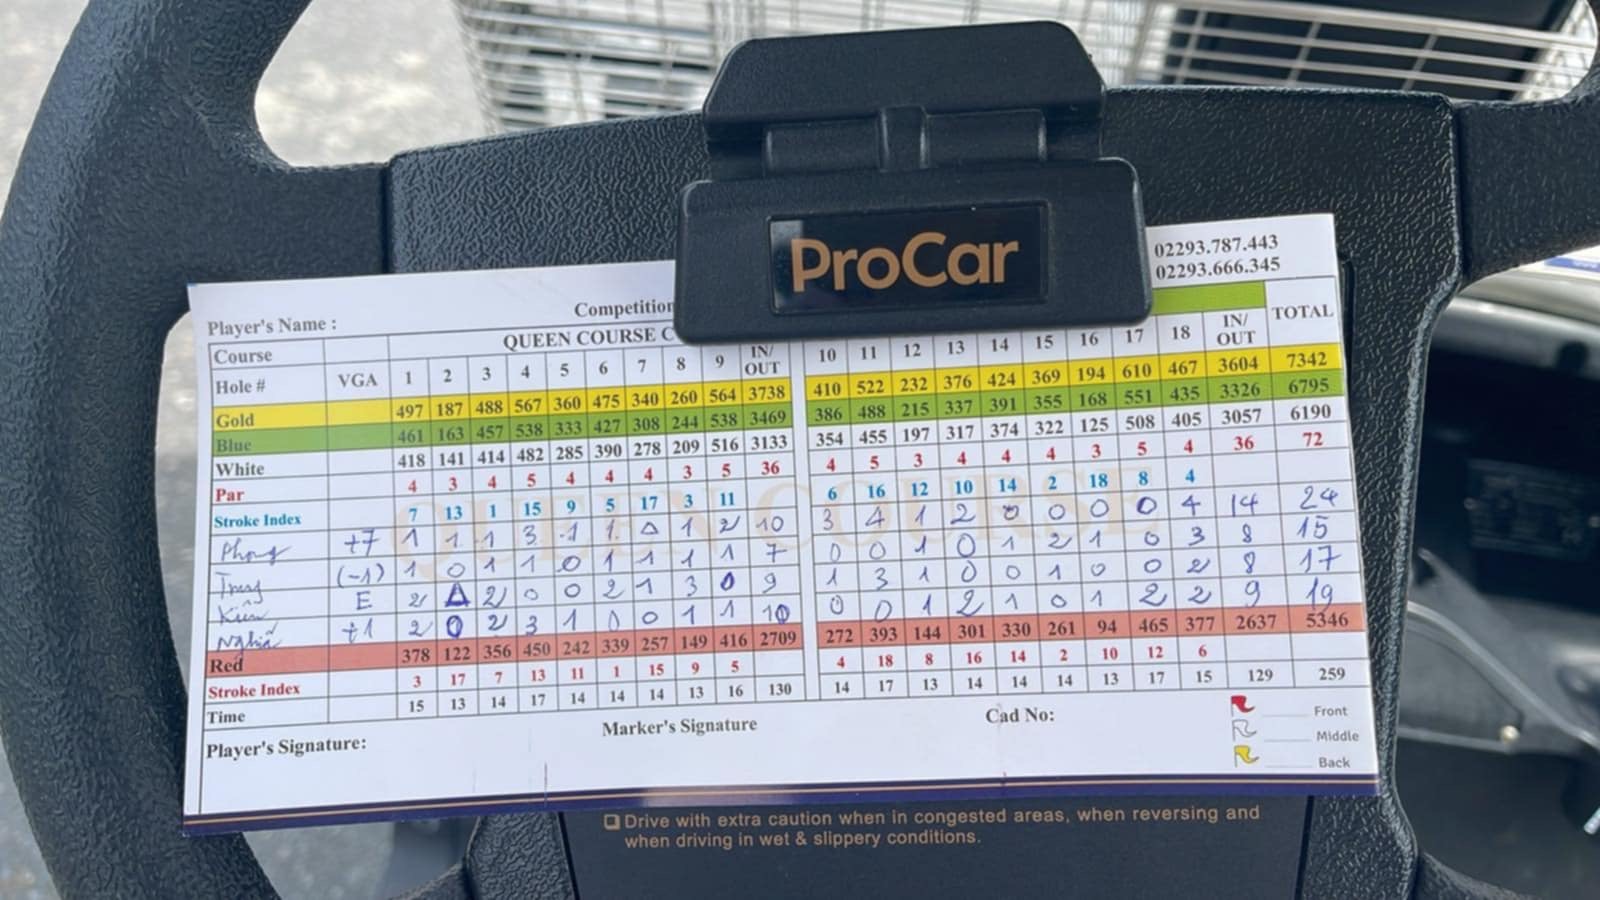 ProCar
02293.787.443
02293.666.345
Player's Name :
Competition
Course QUEEN COURSE C
Hole # VGA 1 2 3 4 5 6 7 8 9 IN/OUT 10 11 12 13 14 15 16 17 18 IN/OUT TOTAL
Gold 497 187 488 567 360 475 340 260 564 3738 410 522 232 376 424 369 194 610 467 3604 7342
Blue 461 163 457 538 333 427 308 244 538 3469 386 488 215 337 391 355 168 551 435 3326 6795
White 418 141 414 482 285 390 278 209 516 3133 354 455 197 317 374 322 125 508 405 3057 6190
Par 4 3 4 5 4 4 4 3 5 36 4 5 3 4 4 4 3 5 4 36 72
Stroke Index 7 13 1 15 9 5 17 3 11 6 16 12 10 14 2 18 8 4
Phong +7 1 1 1 3 -1 1 Δ 1 2 10 3 4 1 2 0 0 0 0 4 14 24
Trung (-1) 1 0 1 1 0 1 1 1 1 7 0 0 1 0 1 2 1 0 3 8 15
Kiên E 2 Δ 2 0 0 2 1 3 0 9 1 3 1 0 0 1 0 0 2 8 17
Nghĩa +1 2 0 2 3 1 0 0 1 1 10 0 0 1 2 1 0 1 2 2 9 19
Red 378 122 356 450 242 339 257 149 416 2709 272 393 144 301 330 261 94 465 377 2637 5346
Stroke Index 3 17 7 13 11 1 15 9 5 4 18 8 16 14 2 10 12 6
Time 15 13 14 17 14 14 14 13 16 130 14 17 13 14 14 14 13 17 15 129 259
QUEEN COURSE
Player's Signature: Marker's Signature Cad No:
Front
Middle
Back
Drive with extra caution when in congested areas, when reversing and
when driving in wet & slippery conditions.